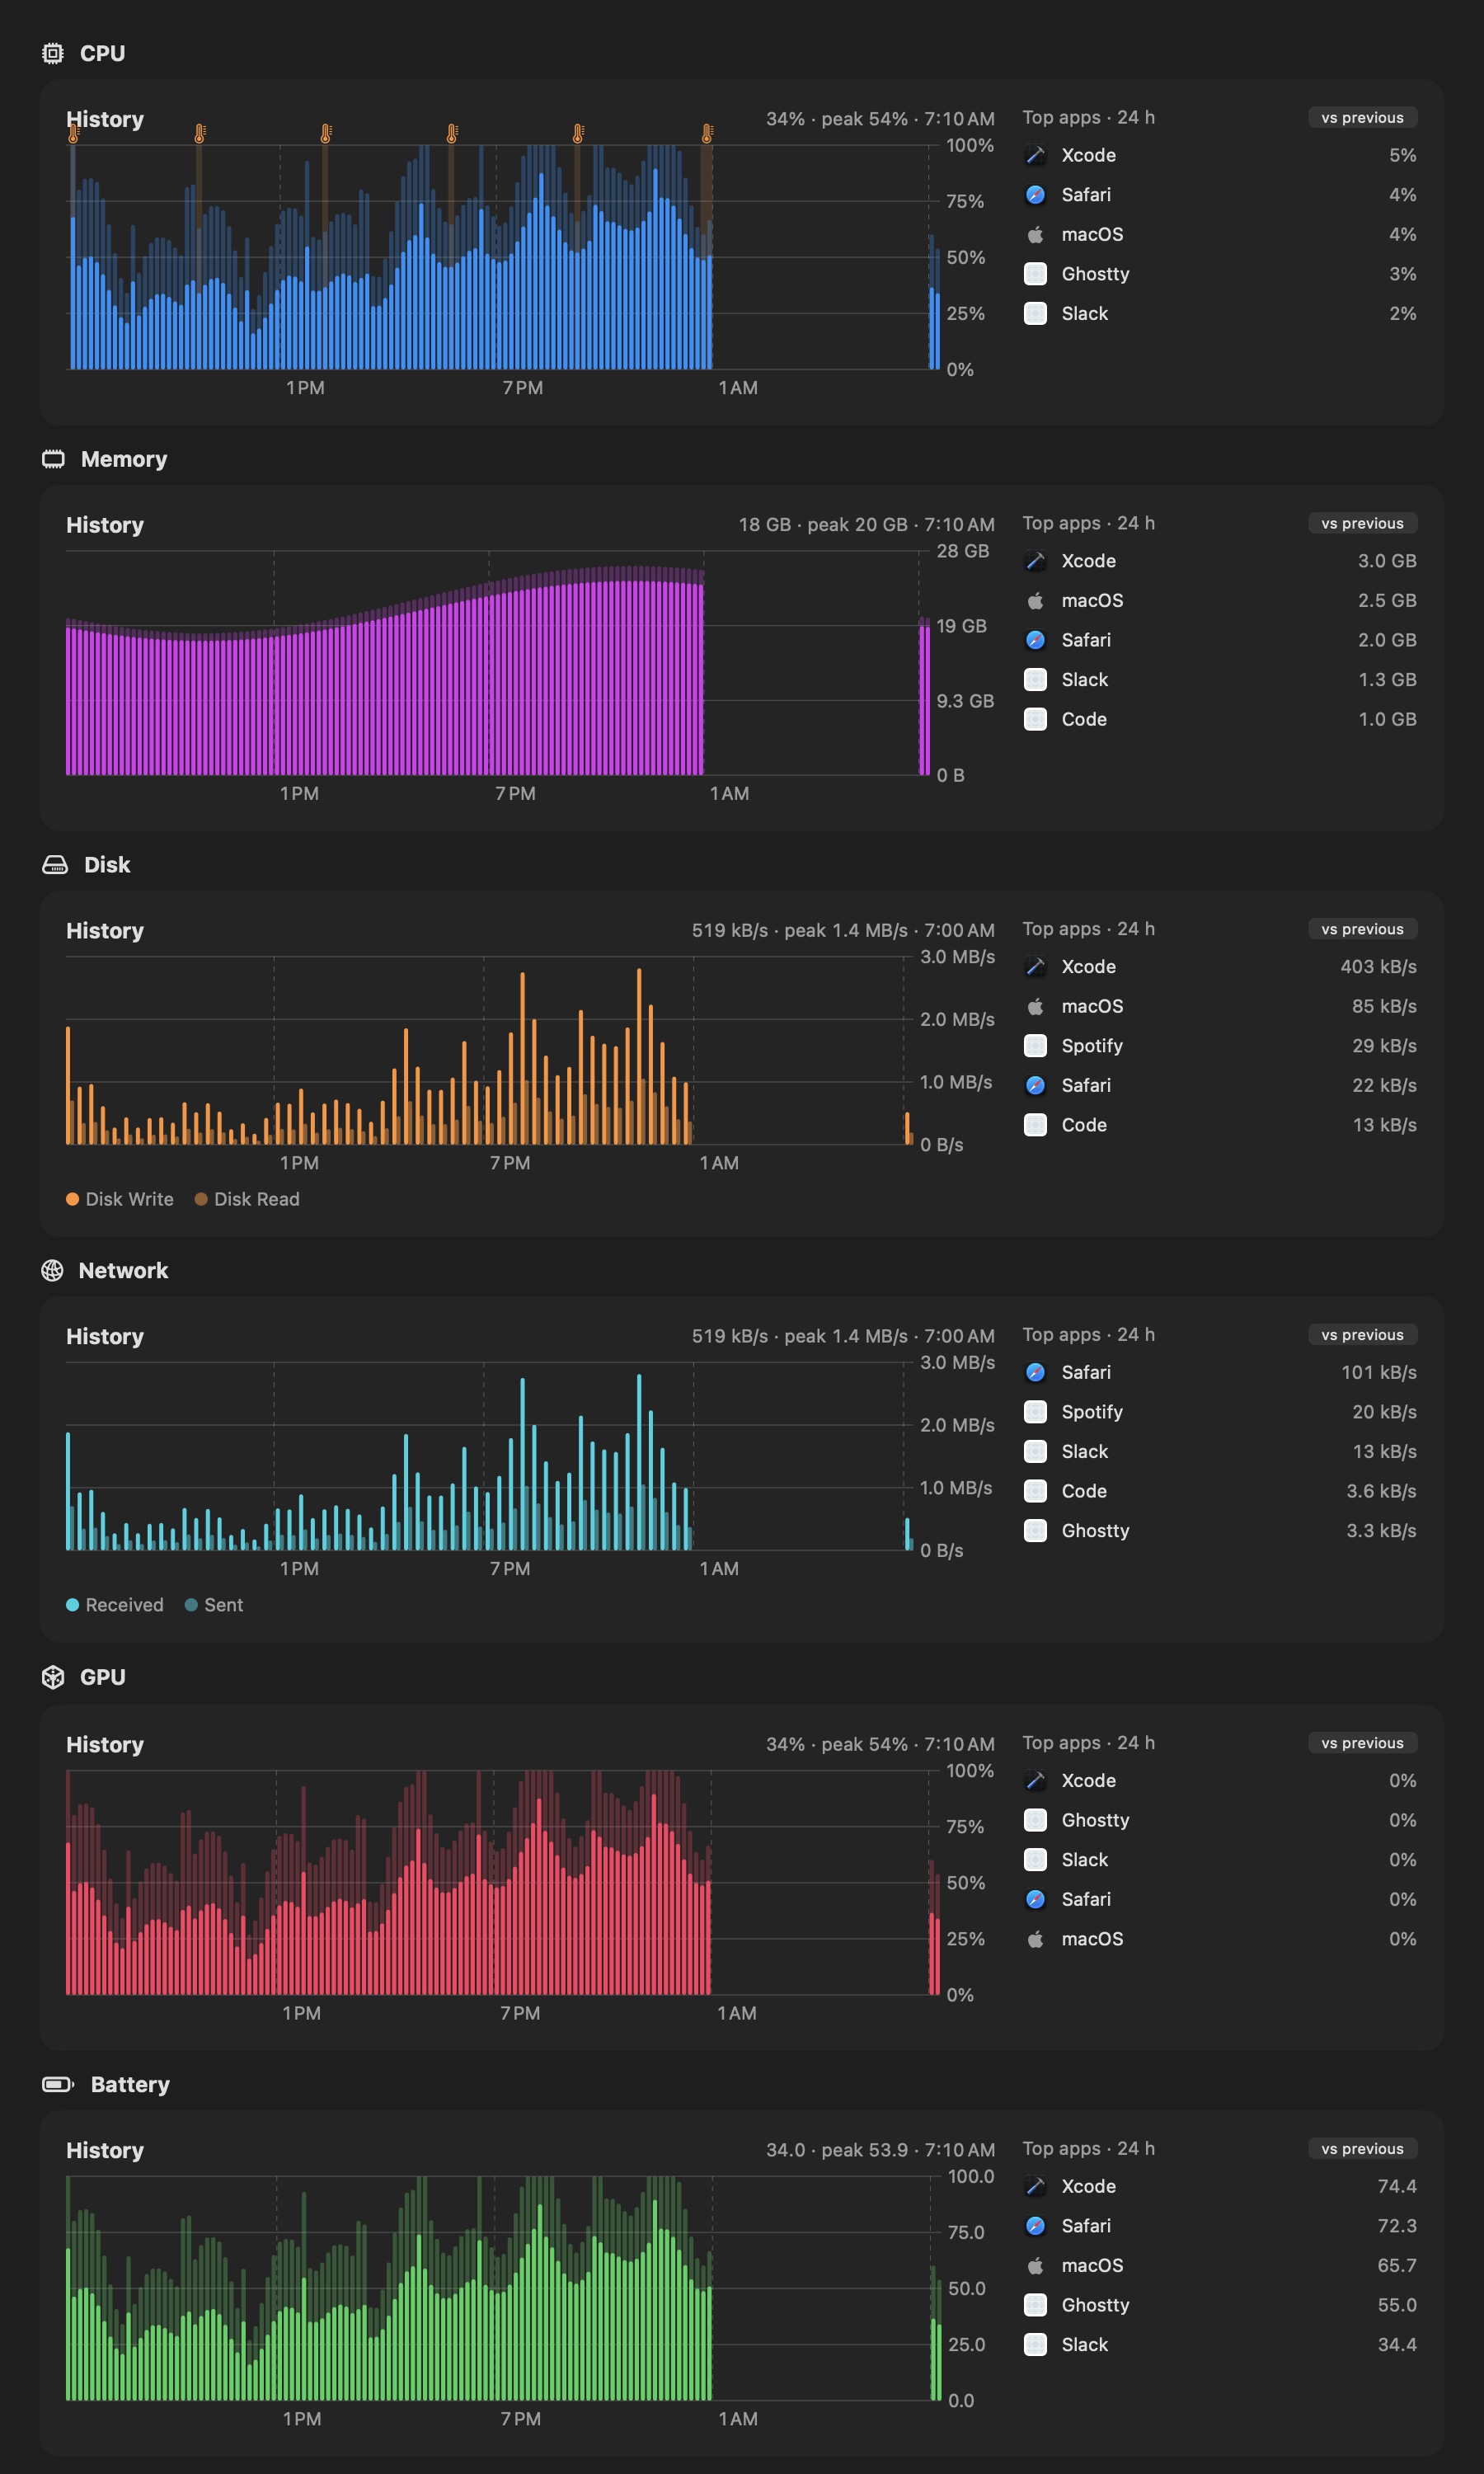 CPU
History
34% · peak 54% · 7:10 AM
Top apps · 24 h
vs previous
100%
75%
50%
25%
0%
1 PM
7 PM
1 AM
Xcode 5%
Safari 4%
macOS 4%
Ghostty 3%
Slack 2%
Memory
History
18 GB · peak 20 GB · 7:10 AM
Top apps · 24 h
vs previous
28 GB
19 GB
9.3 GB
0 B
1 PM
7 PM
1 AM
Xcode 3.0 GB
macOS 2.5 GB
Safari 2.0 GB
Slack 1.3 GB
Code 1.0 GB
Disk
History
519 kB/s · peak 1.4 MB/s · 7:00 AM
Top apps · 24 h
vs previous
3.0 MB/s
2.0 MB/s
1.0 MB/s
0 B/s
1 PM
7 PM
1 AM
Disk Write
Disk Read
Xcode 403 kB/s
macOS 85 kB/s
Spotify 29 kB/s
Safari 22 kB/s
Code 13 kB/s
Network
History
519 kB/s · peak 1.4 MB/s · 7:00 AM
Top apps · 24 h
vs previous
3.0 MB/s
2.0 MB/s
1.0 MB/s
0 B/s
1 PM
7 PM
1 AM
Received
Sent
Safari 101 kB/s
Spotify 20 kB/s
Slack 13 kB/s
Code 3.6 kB/s
Ghostty 3.3 kB/s
GPU
History
34% · peak 54% · 7:10 AM
Top apps · 24 h
vs previous
100%
75%
50%
25%
0%
1 PM
7 PM
1 AM
Xcode 0%
Ghostty 0%
Slack 0%
Safari 0%
macOS 0%
Battery
History
34.0 · peak 53.9 · 7:10 AM
Top apps · 24 h
vs previous
100.0
75.0
50.0
25.0
0.0
1 PM
7 PM
1 AM
Xcode 74.4
Safari 72.3
macOS 65.7
Ghostty 55.0
Slack 34.4